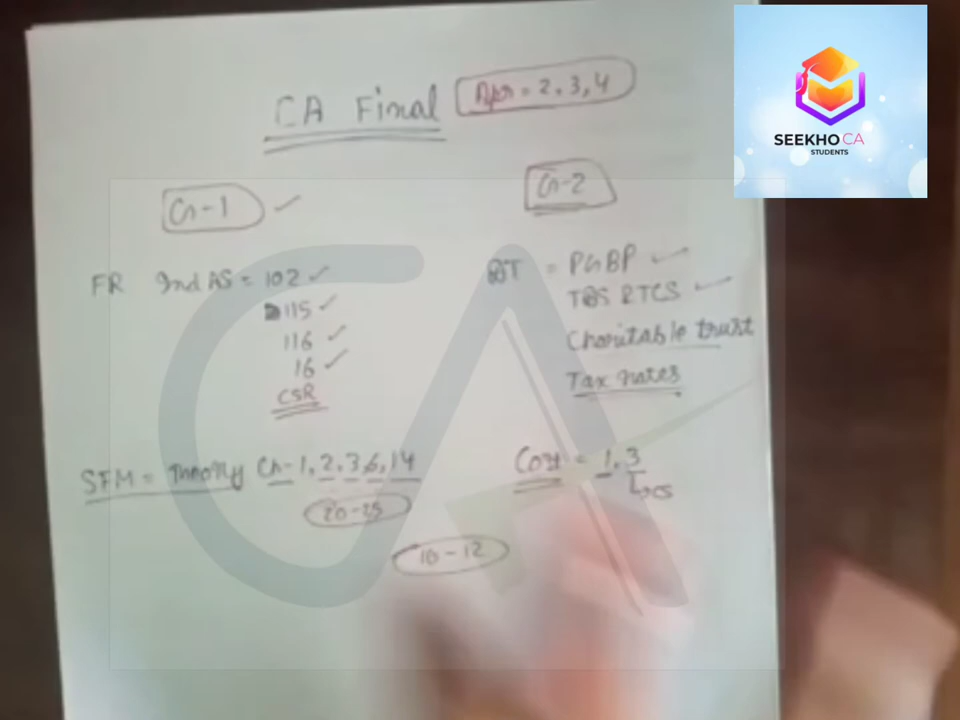 CA Final Apr = 2,3,4
SEEKHO CA
STUDENTS
G-1
G-2
FR Ind AS = 102
115
116
16
CSR
DT = PGBP
TDS & TCS
Charitable trust
Tax rates
SFM = Theory Ch-1,2,3,6,14
20-25
10-12
Cost = 1,3
CS
CA